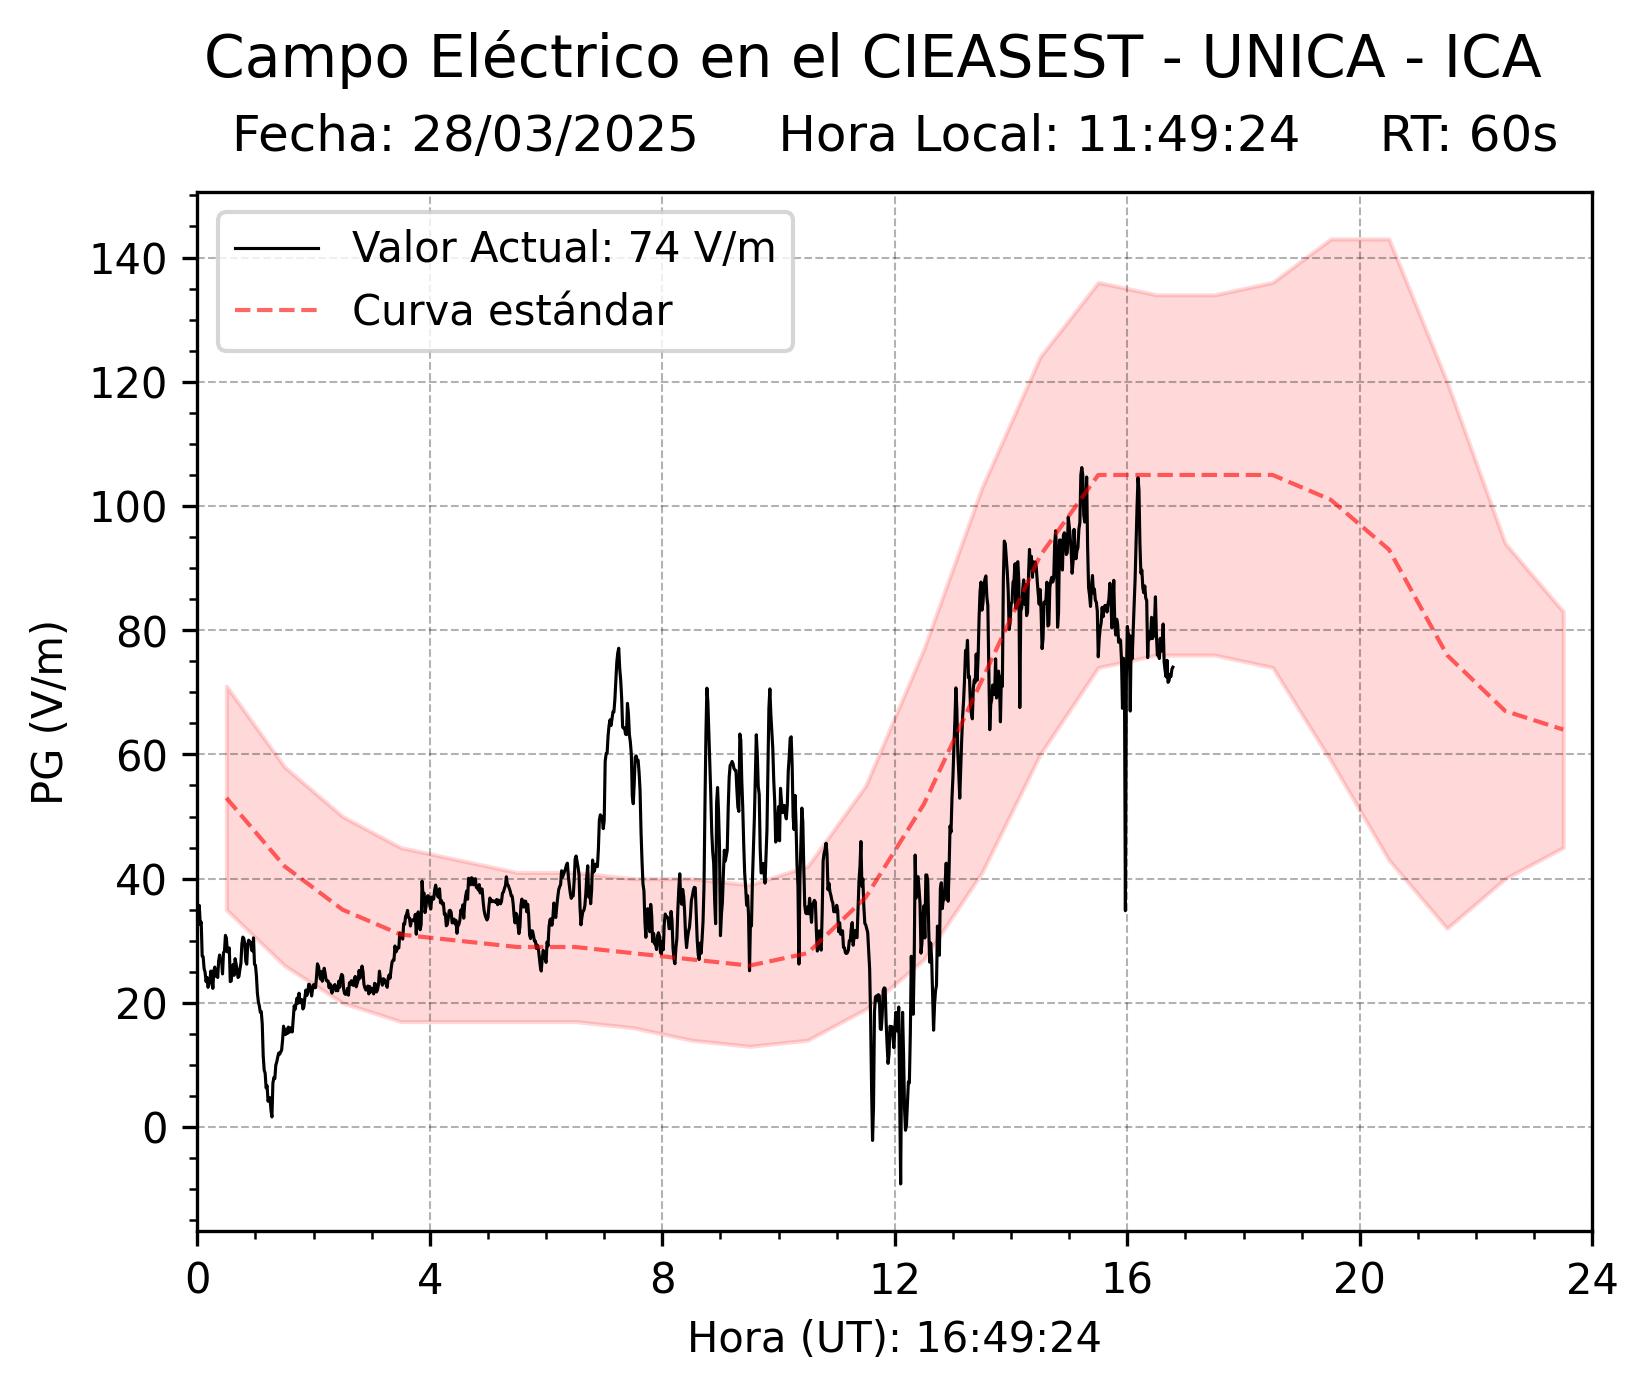 Campo Eléctrico en el CIEASEST - UNICA - ICA
Fecha: 28/03/2025 Hora Local: 11:49:24 RT: 60s
Valor Actual: 74 V/m
Curva estándar
PG (V/m)
140
120
100
80
60
40
20
0
0 4 8 12 16 20 24
Hora (UT): 16:49:24